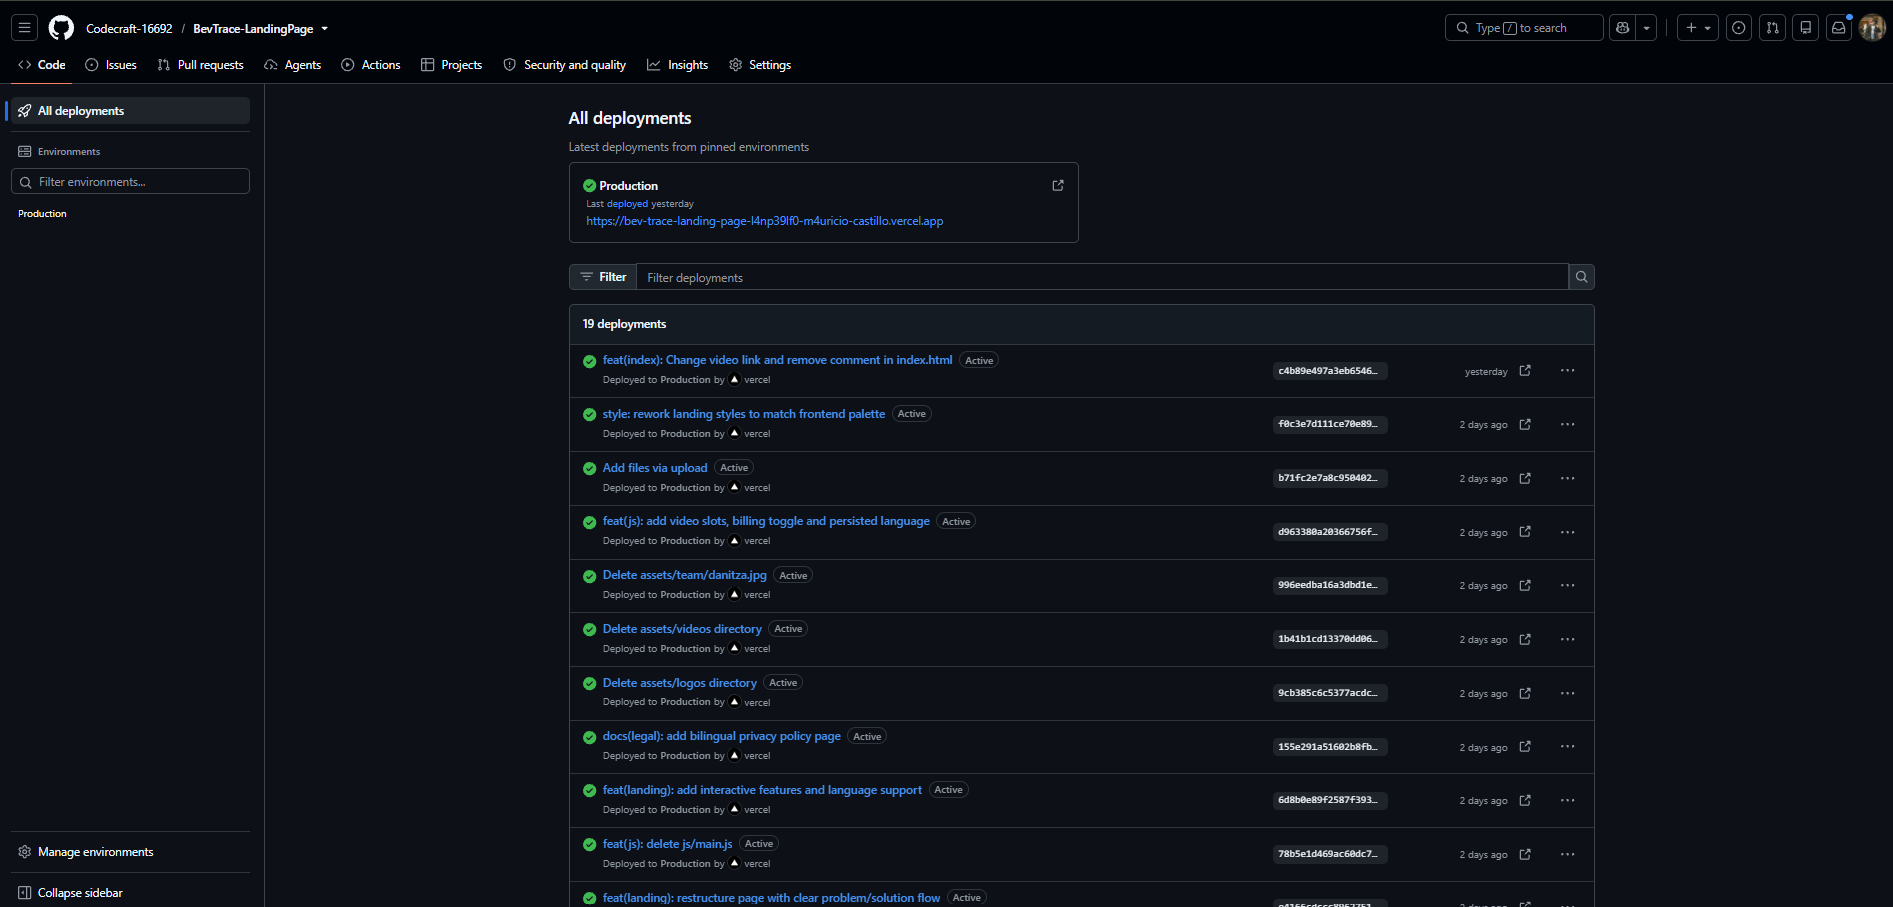 Codecraft-16692 / BevTrace-LandingPage
Type / to search
Code Issues Pull requests Agents Actions Projects Security and quality Insights Settings
All deployments
Environments
Filter environments...
Production
Manage environments
Collapse sidebar
All deployments
Latest deployments from pinned environments
Production
Last deployed yesterday
https://bev-trace-landing-page-l4np39lf0-m4uricio-castillo.vercel.app
Filter Filter deployments
19 deployments
feat(index): Change video link and remove comment in index.html Active
Deployed to Production by vercel
c4b89e497a3eb6546… yesterday
style: rework landing styles to match frontend palette Active
Deployed to Production by vercel
f0c3e7d111ce70e89… 2 days ago
Add files via upload Active
Deployed to Production by vercel
b71fc2e7a8c950402… 2 days ago
feat(js): add video slots, billing toggle and persisted language Active
Deployed to Production by vercel
d963380a20366756f… 2 days ago
Delete assets/team/danitza.jpg Active
Deployed to Production by vercel
996eedba16a3dbd1e… 2 days ago
Delete assets/videos directory Active
Deployed to Production by vercel
1b41b1cd13370dd06… 2 days ago
Delete assets/logos directory Active
Deployed to Production by vercel
9cb385c6c5377acdc… 2 days ago
docs(legal): add bilingual privacy policy page Active
Deployed to Production by vercel
155e291a51602b8fb… 2 days ago
feat(landing): add interactive features and language support Active
Deployed to Production by vercel
6d8b0e89f2587f393… 2 days ago
feat(js): delete js/main.js Active
Deployed to Production by vercel
78b5e1d469ac60dc7… 2 days ago
feat(landing): restructure page with clear problem/solution flow Active
2 days ago